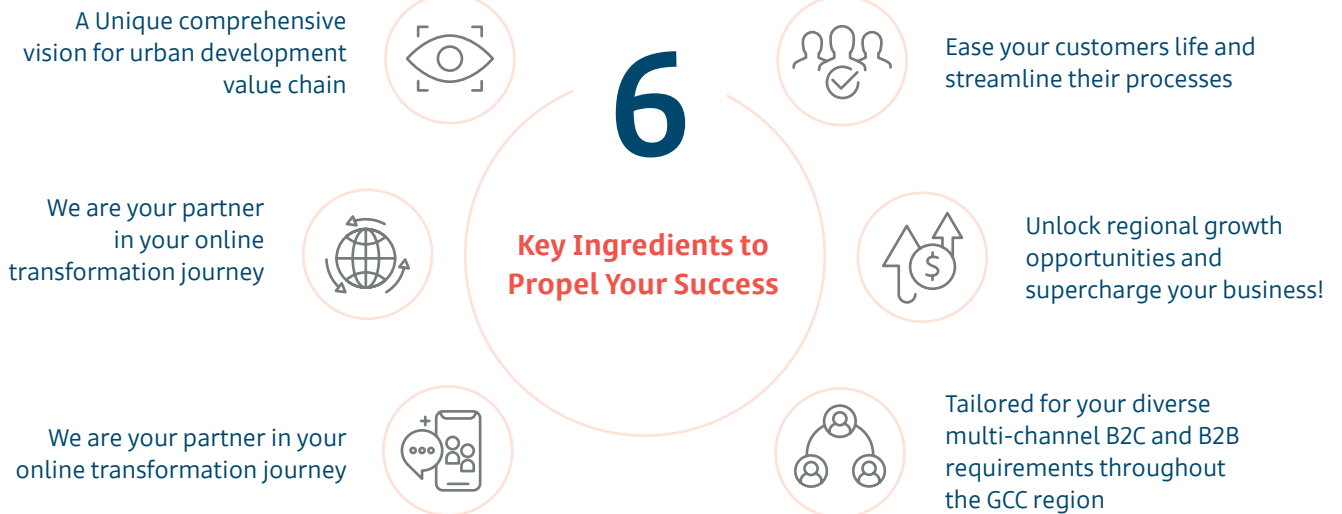 A Unique comprehensive
vision for urban development
value chain
We are your partner
in your online
transformation journey
We are your partner in your
online transformation journey
6
Key Ingredients to
Propel Your Success
Ease your customers life and
streamline their processes
Unlock regional growth
opportunities and
supercharge your business!
Tailored for your diverse
multi-channel B2C and B2B
requirements throughout
the GCC region